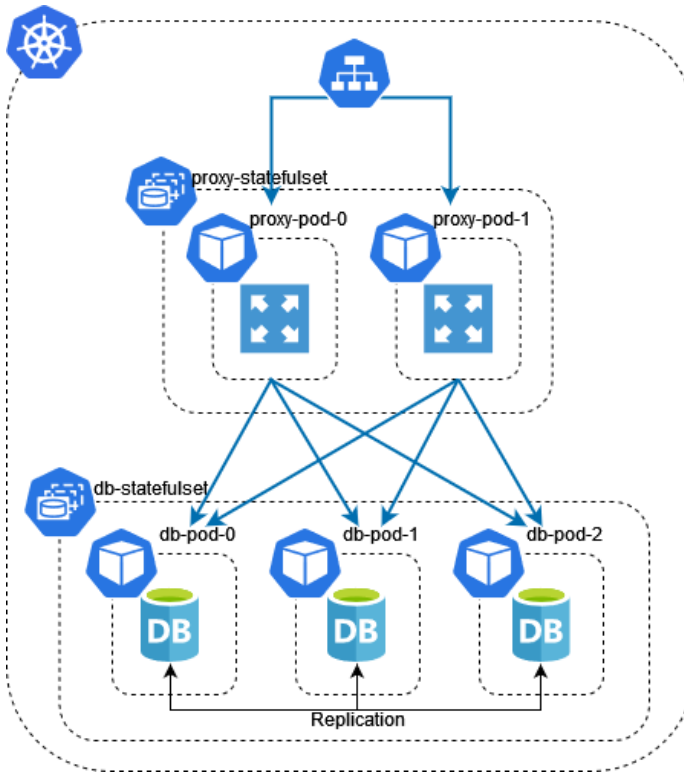 proxy-statefulset
proxy-pod-0
proxy-pod-1
db-statefulset
db-pod-0
db-pod-1
db-pod-2
DB
DB
DB
Replication